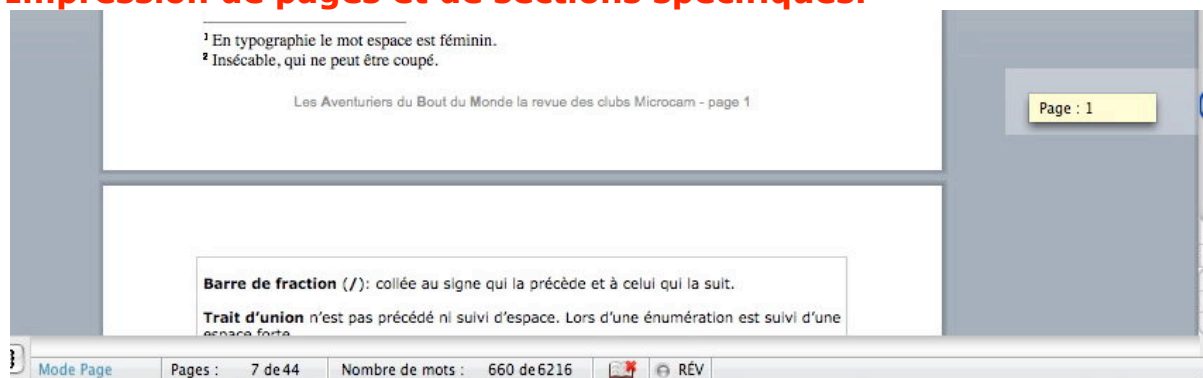 Impression de pages et de sections spécifiques.
1 En typographie le mot espace est féminin.
2 Insécable, qui ne peut être coupé.
Les Aventuriers du Bout du Monde la revue des clubs Microcam - page 1
Page : 1
Barre de fraction (/): collée au signe qui la précède et à celui qui la suit.
Trait d'union n'est pas précédé ni suivi d'espace. Lors d'une énumération est suivi d'une
espace forte
Mode Page Pages : 7 de 44 Nombre de mots : 660 de 6216 RÉV